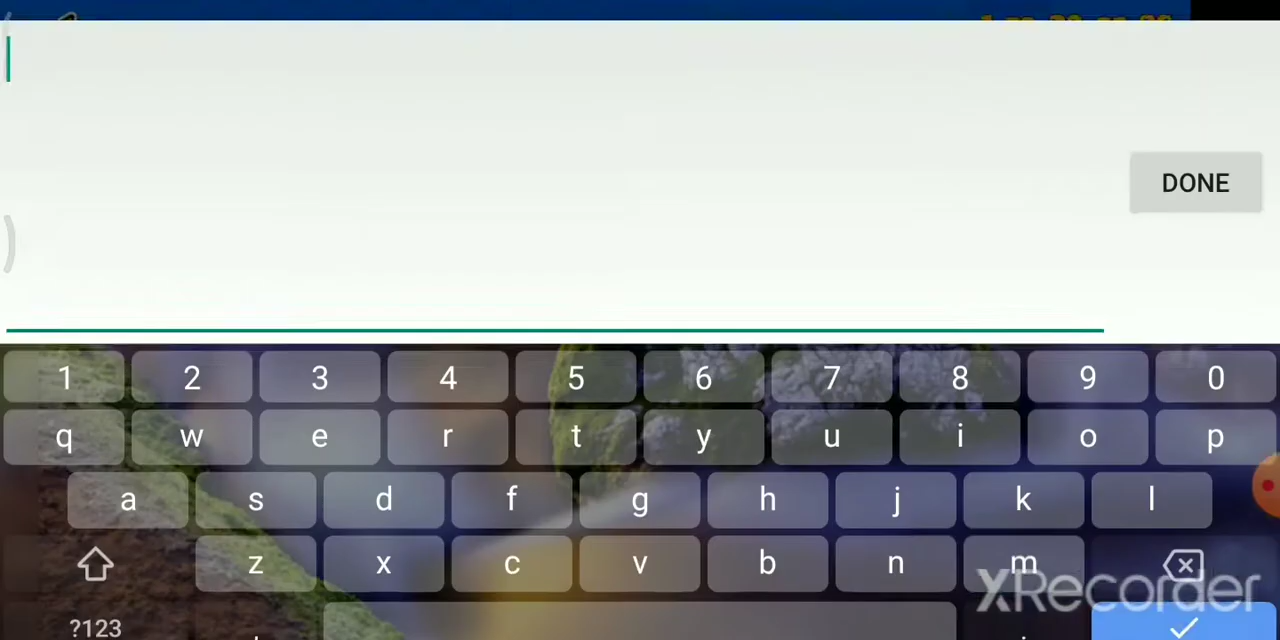 DONE
1 2 3 4 5 6 7 8 9 0
q w e r t y u i o p
a s d f g h j k l
z x c v b n m
XRecorder
?123